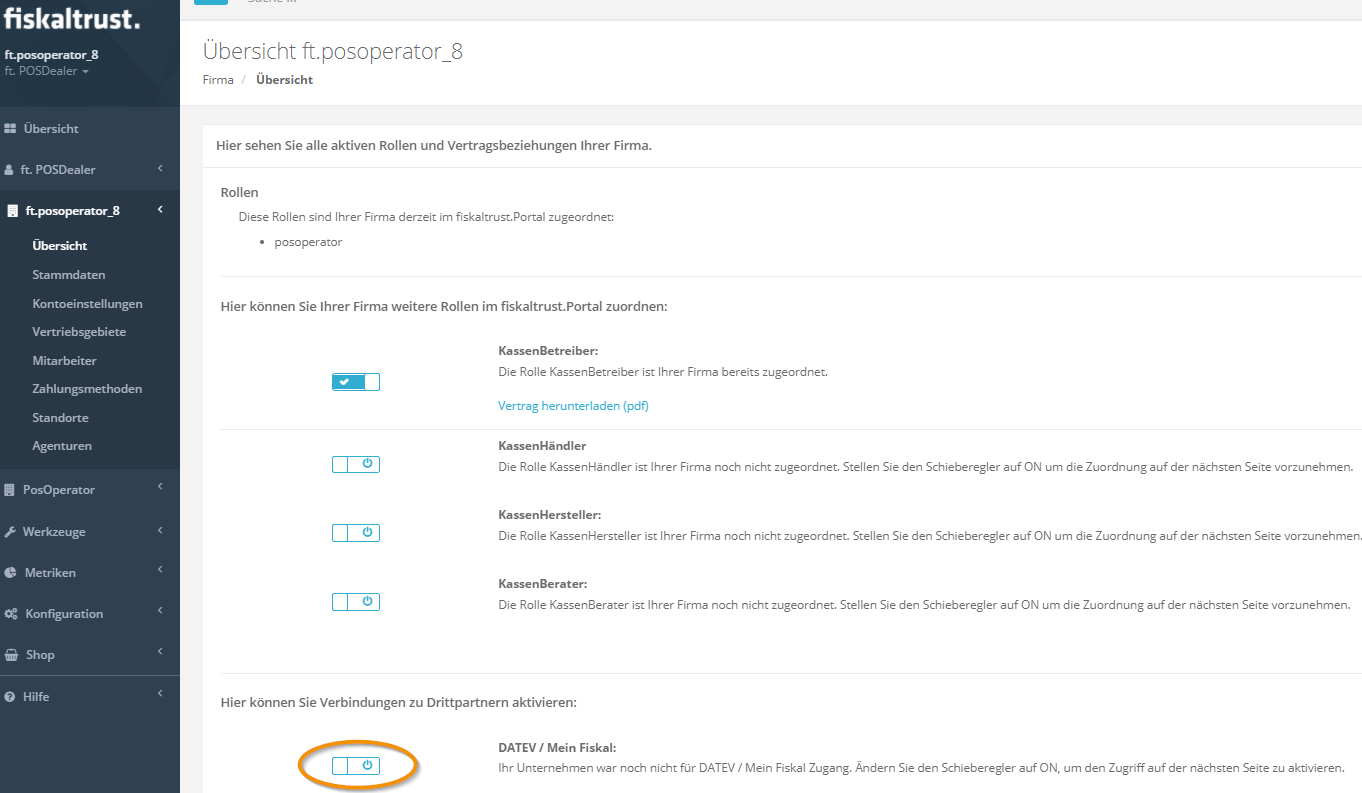 Suche ...
fiskaltrust.
ft.posoperator_8
ft. POSDealer
Übersicht
ft. POSDealer
ft.posoperator_8
Übersicht
Stammdaten
Kontoeinstellungen
Vertriebsgebiete
Mitarbeiter
Zahlungsmethoden
Standorte
Agenturen
PosOperator
Werkzeuge
Metriken
Konfiguration
Shop
Hilfe
Übersicht ft.posoperator_8
Firma / Übersicht
Hier sehen Sie alle aktiven Rollen und Vertragsbeziehungen Ihrer Firma.
Rollen
Diese Rollen sind Ihrer Firma derzeit im fiskaltrust.Portal zugeordnet:
• posoperator
Hier können Sie Ihrer Firma weitere Rollen im fiskaltrust.Portal zuordnen:
KassenBetreiber:
Die Rolle KassenBetreiber ist Ihrer Firma bereits zugeordnet.
Vertrag herunterladen (pdf)
KassenHändler
Die Rolle KassenHändler ist Ihrer Firma noch nicht zugeordnet. Stellen Sie den Schieberegler auf ON um die Zuordnung auf der nächsten Seite vorzunehmen.
KassenHersteller:
Die Rolle KassenHersteller ist Ihrer Firma noch nicht zugeordnet. Stellen Sie den Schieberegler auf ON um die Zuordnung auf der nächsten Seite vorzunehmen.
KassenBerater:
Die Rolle KassenBerater ist Ihrer Firma noch nicht zugeordnet. Stellen Sie den Schieberegler auf ON um die Zuordnung auf der nächsten Seite vorzunehmen.
Hier können Sie Verbindungen zu Drittpartnern aktivieren:
DATEV / Mein Fiskal:
Ihr Unternehmen war noch nicht für DATEV / Mein Fiskal Zugang. Ändern Sie den Schieberegler auf ON, um den Zugriff auf der nächsten Seite zu aktivieren.